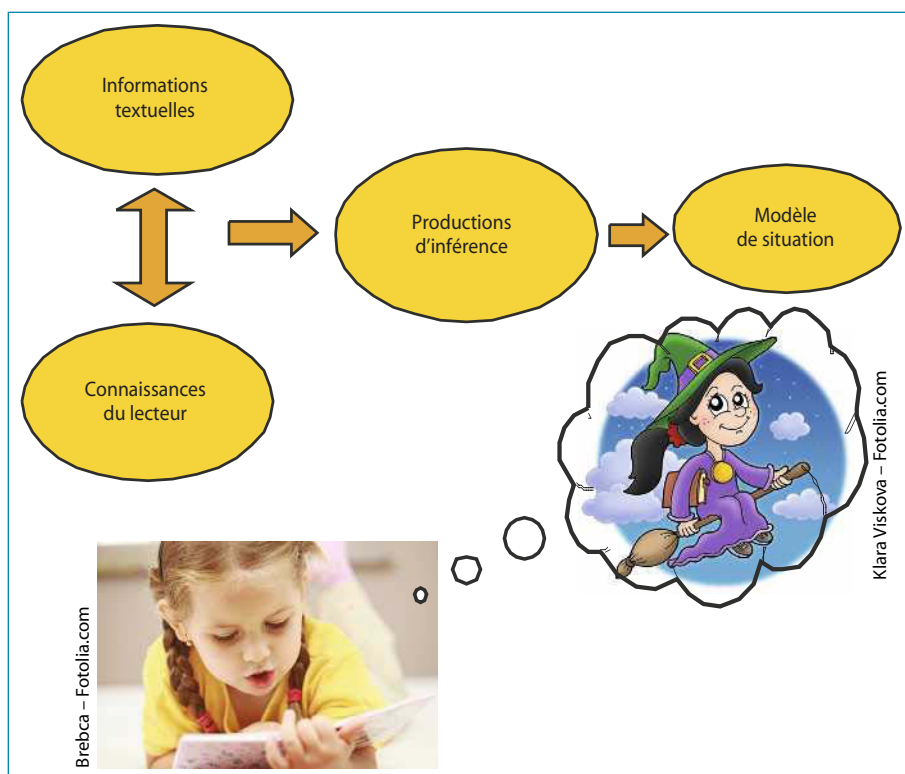 Informations
textuelles
Productions
d’inférence
Modèle
de situation
Connaissances
du lecteur
Klara Viskova – Fotolia.com
Brebca – Fotolia.com